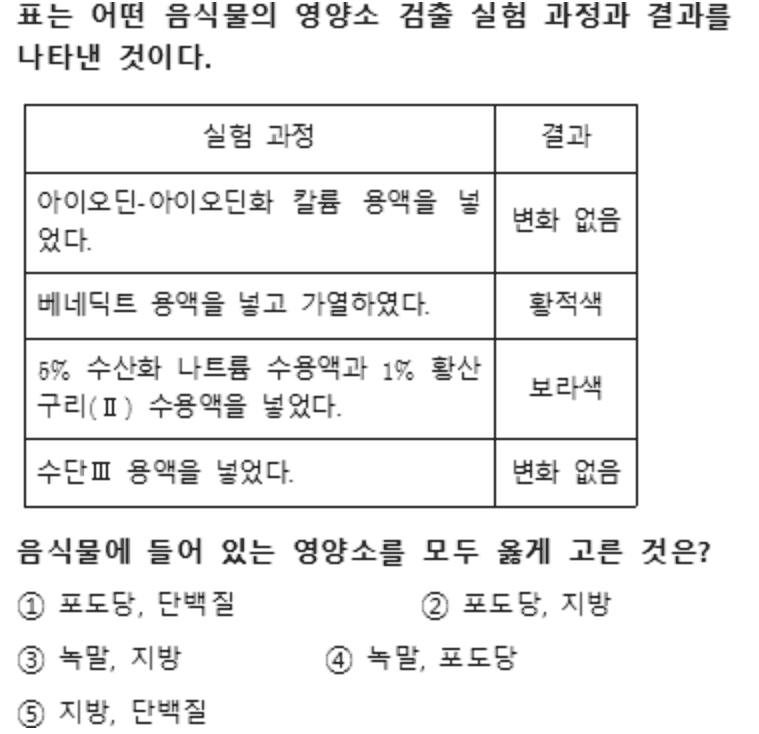 표는 어떤 음식물의 영양소 검출 실험 과정과 결과를
나타낸 것이다.
실험 과정
결과
아이오딘-아이오딘화 칼륨 용액을 넣
었다.
변화 없음
베네딕트 용액을 넣고 가열하였다.
황적색
5% 수산화 나트륨 수용액과 1% 황산
구리(Ⅱ) 수용액을 넣었다.
보라색
수단Ⅲ 용액을 넣었다.
변화 없음
음식물에 들어 있는 영양소를 모두 옳게 고른 것은?
① 포도당, 단백질 ② 포도당, 지방
③ 녹말, 지방 ④ 녹말, 포도당
⑤ 지방, 단백질